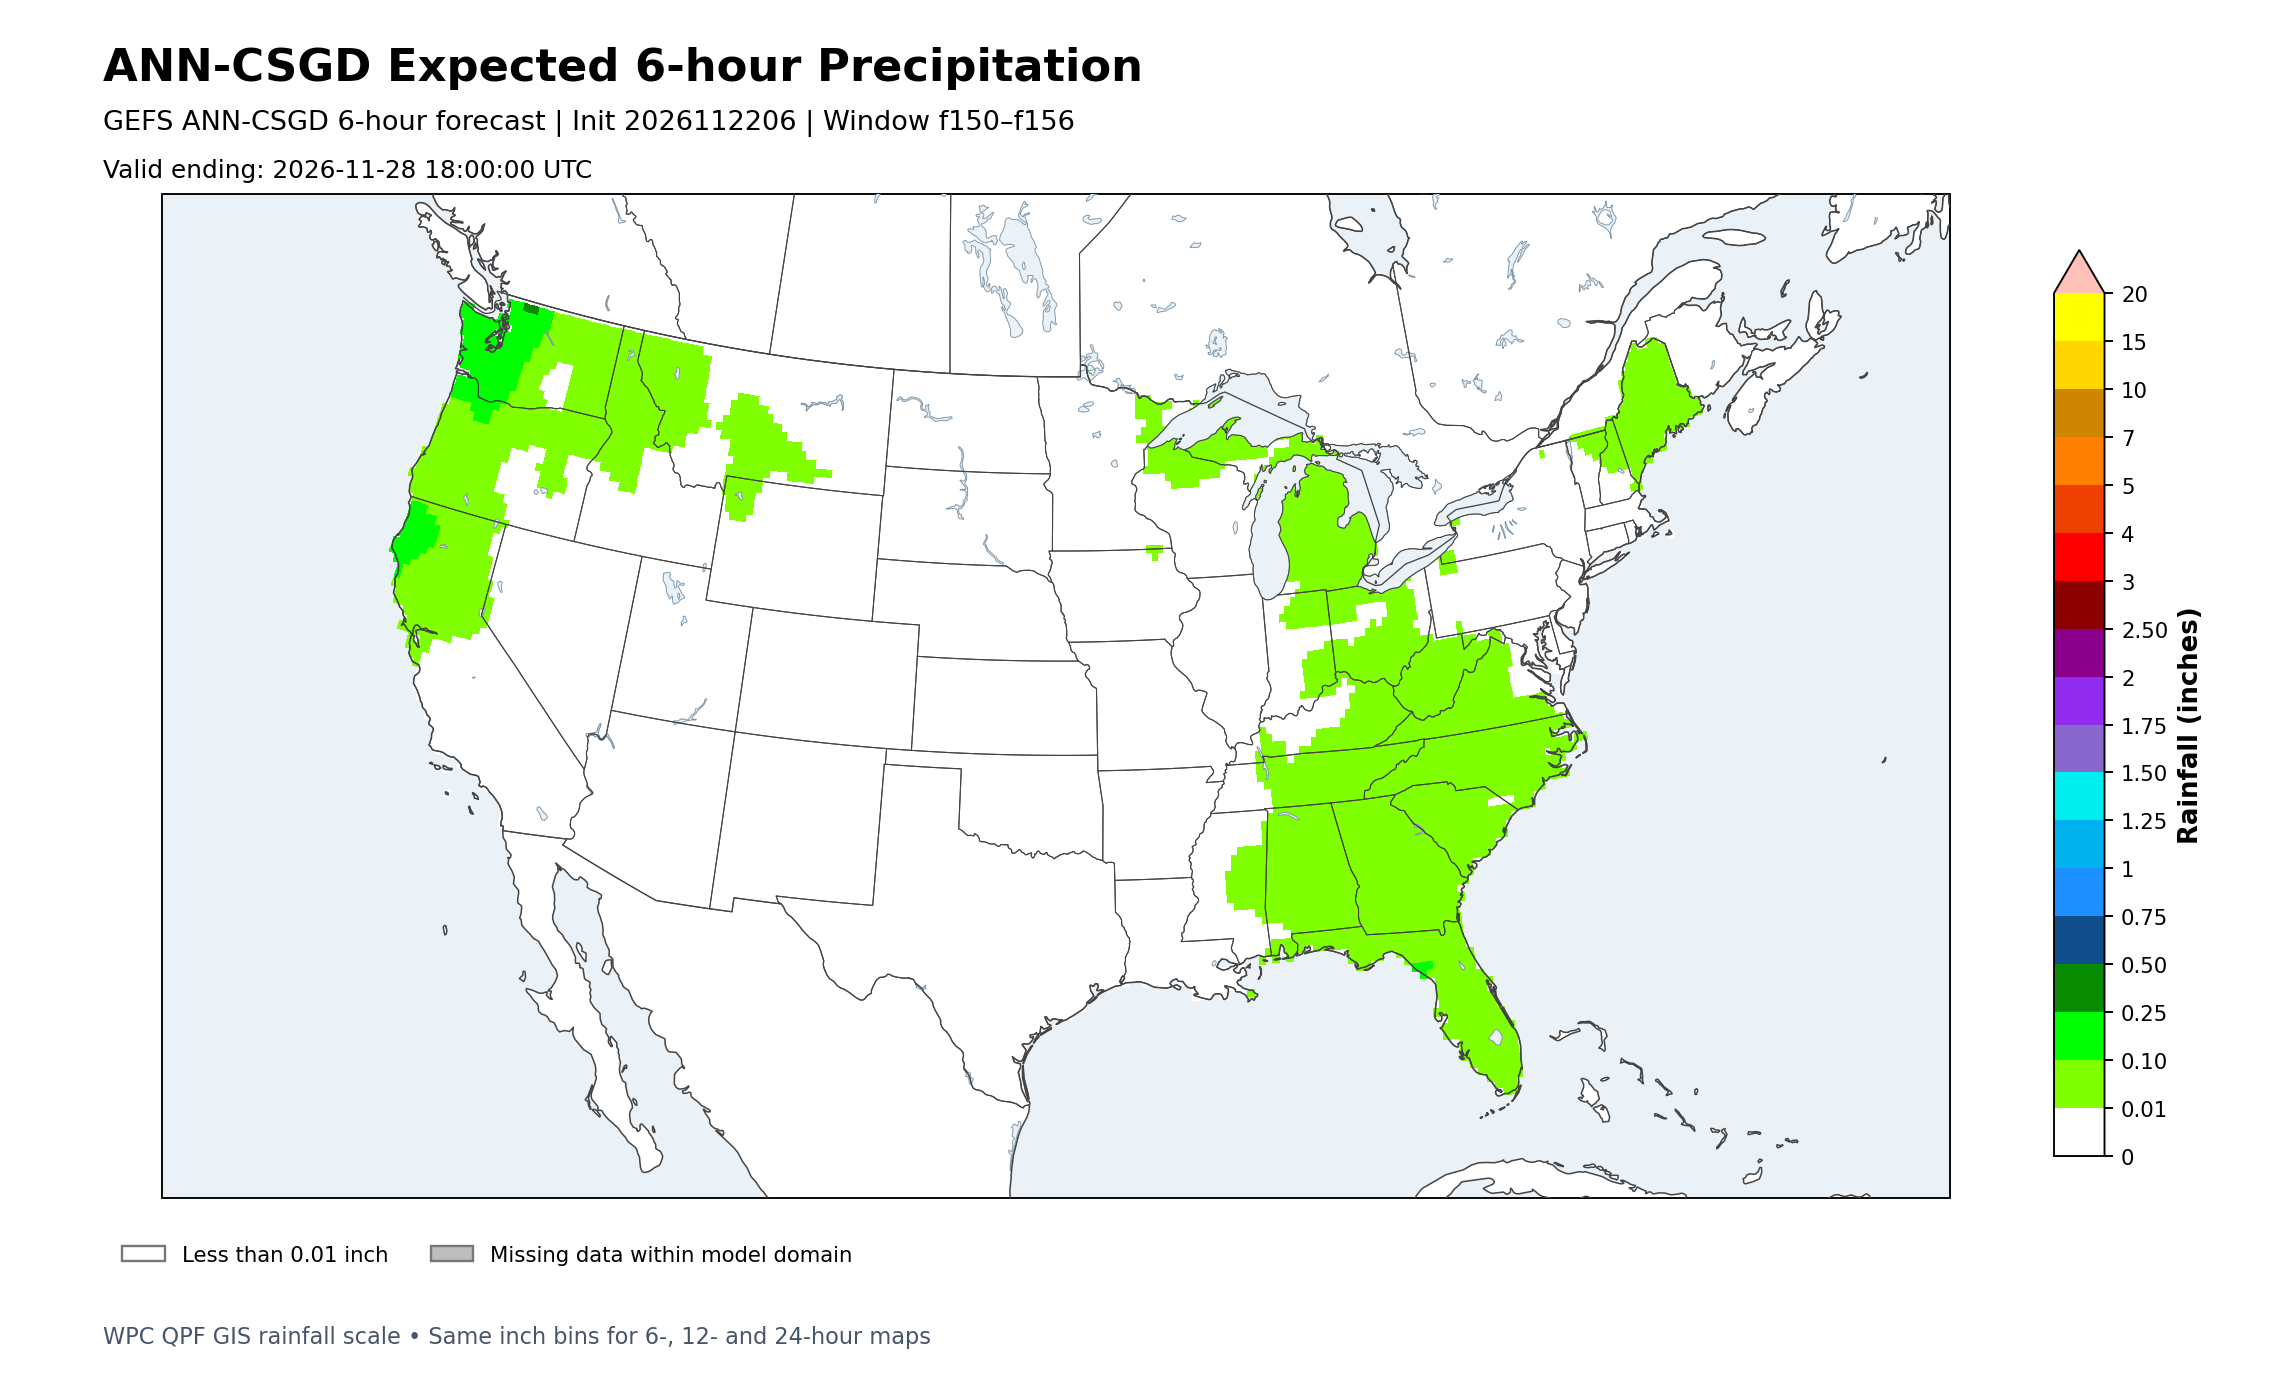 ANN-CSGD Expected 6-hour Precipitation
GEFS ANN-CSGD 6-hour forecast | Init 2026112206 | Window f150–f156
Valid ending: 2026-11-28 18:00:00 UTC
20
15
10
7
5
4
3
2.50
2
1.75
1.50
1.25
1
0.75
0.50
0.25
0.10
0.01
0
Rainfall (inches)
Less than 0.01 inch
Missing data within model domain
WPC QPF GIS rainfall scale • Same inch bins for 6-, 12- and 24-hour maps